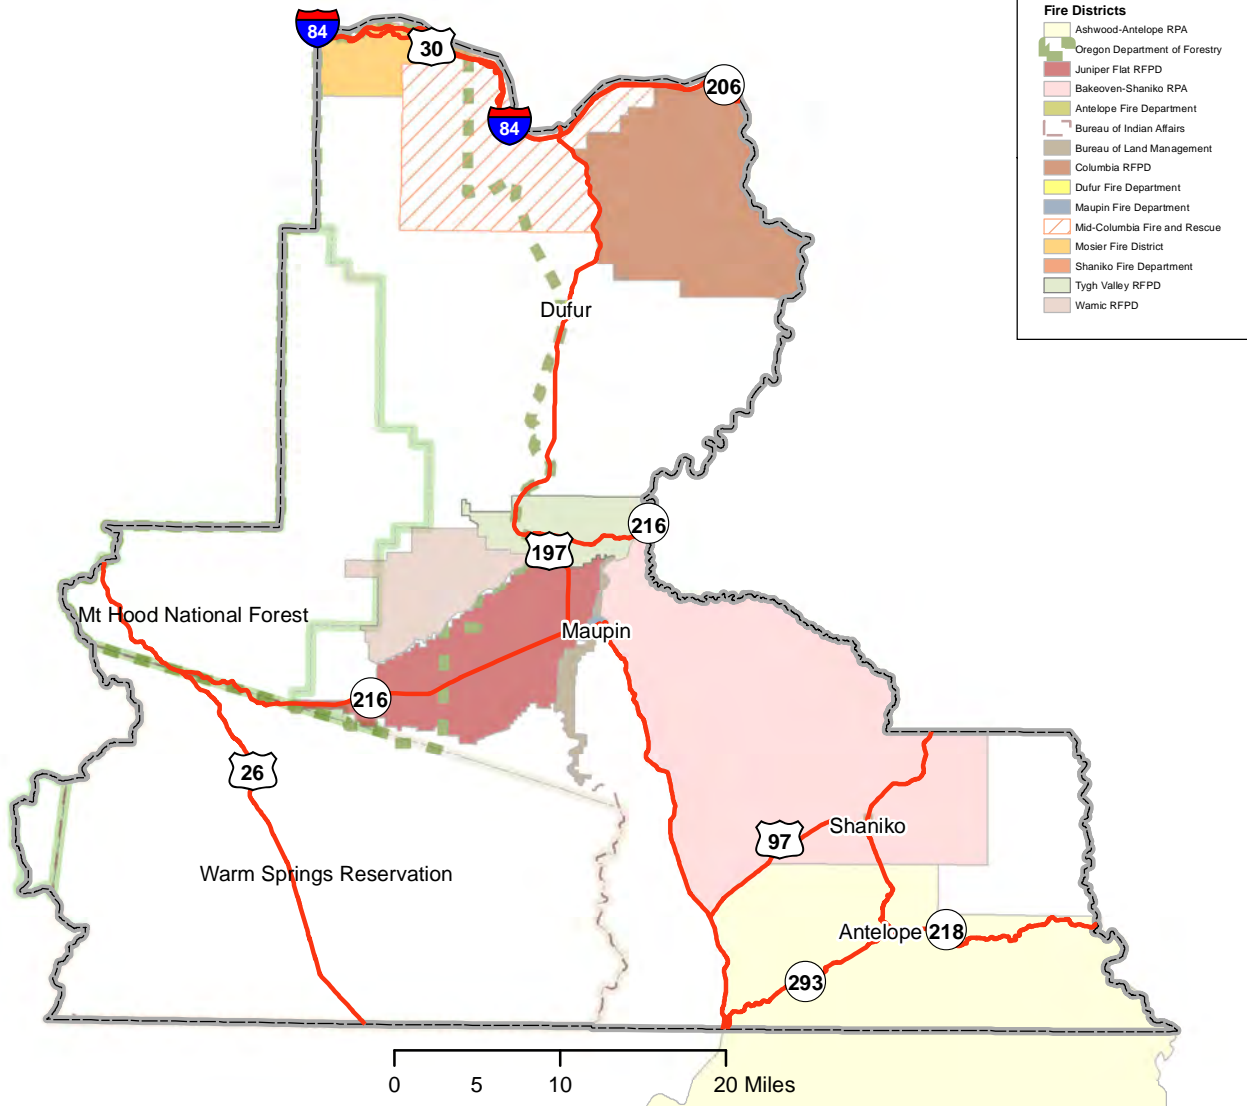 Fire Districts
Ashwood-Antelope RPA
Oregon Department of Forestry
Juniper Flat RFPD
Bakeoven-Shaniko RPA
Antelope Fire Department
Bureau of Indian Affairs
Bureau of Land Management
Columbia RFPD
Dufur Fire Department
Maupin Fire Department
Mid-Columbia Fire and Rescue
Mosier Fire District
Shaniko Fire Department
Tygh Valley RFPD
Wamic RFPD
84
30
84
206
Dufur
216
197
Mt Hood National Forest
Maupin
216
26
97
Shaniko
Warm Springs Reservation
Antelope
218
293
0 5 10 20 Miles